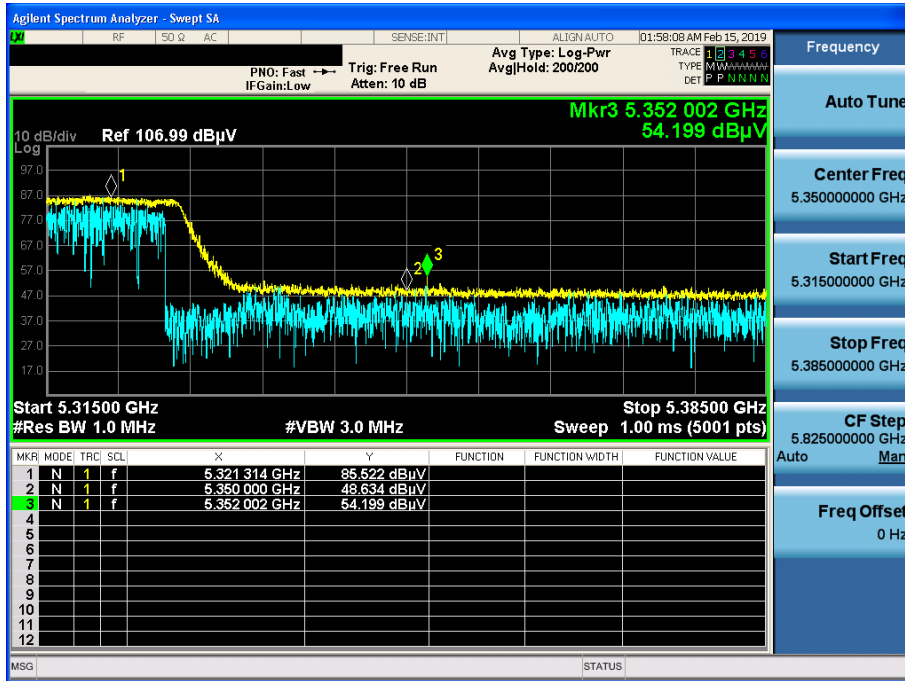 Agilent Spectrum Analyzer - Swept SA
LXI RF 50 Ω AC SENSE:INT ALIGN AUTO 01:58:08 AM Feb 15, 2019
PNO: Fast Trig: Free Run Avg Type: Log-Pwr TRACE 1 2 3 4 5 6
IFGain:Low Atten: 10 dB Avg|Hold: 200/200 TYPE M W
DET P P N N N N
Mkr3 5.352 002 GHz
54.199 dBµV
10 dB/div Ref 106.99 dBµV
Log
97.0
87.0
77.0
67.0
57.0
47.0
37.0
27.0
17.0
1
2
3
Start 5.31500 GHz Stop 5.38500 GHz
#Res BW 1.0 MHz #VBW 3.0 MHz Sweep 1.00 ms (5001 pts)
MKR MODE TRC SCL X Y FUNCTION FUNCTION WIDTH FUNCTION VALUE
1 N 1 f 5.321 314 GHz 85.522 dBµV
2 N 1 f 5.350 000 GHz 48.634 dBµV
3 N 1 f 5.352 002 GHz 54.199 dBµV
4
5
6
7
8
9
10
11
12
MSG STATUS
Frequency
Auto Tune
Center Freq
5.350000000 GHz
Start Freq
5.315000000 GHz
Stop Freq
5.385000000 GHz
CF Step
5.825000000 GHz
Auto Man
Freq Offset
0 Hz